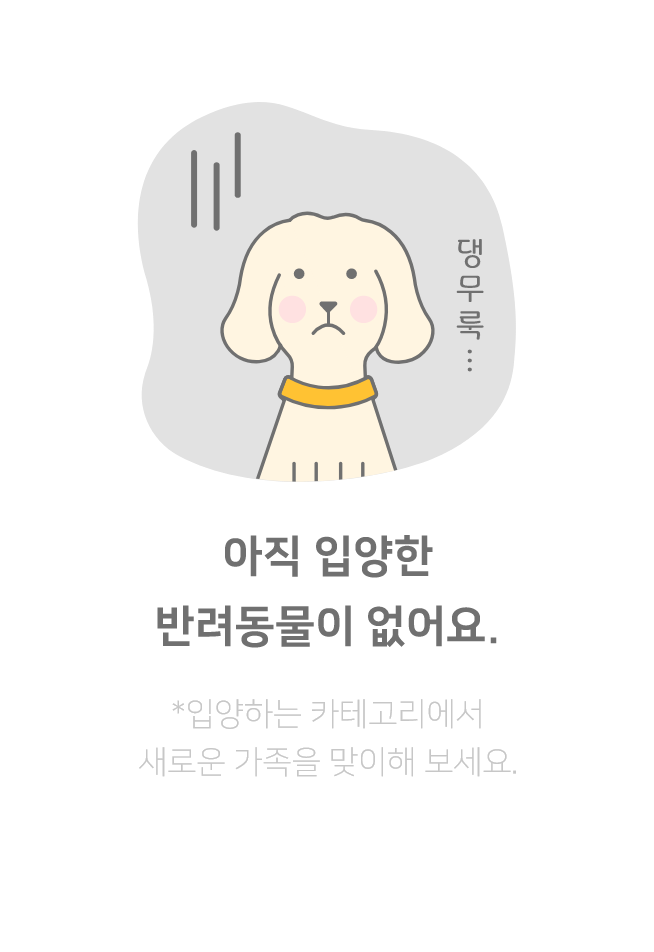 댕무룩…
아직 입양한
반려동물이 없어요.
*입양하는 카테고리에서
새로운 가족을 맞이해 보세요.